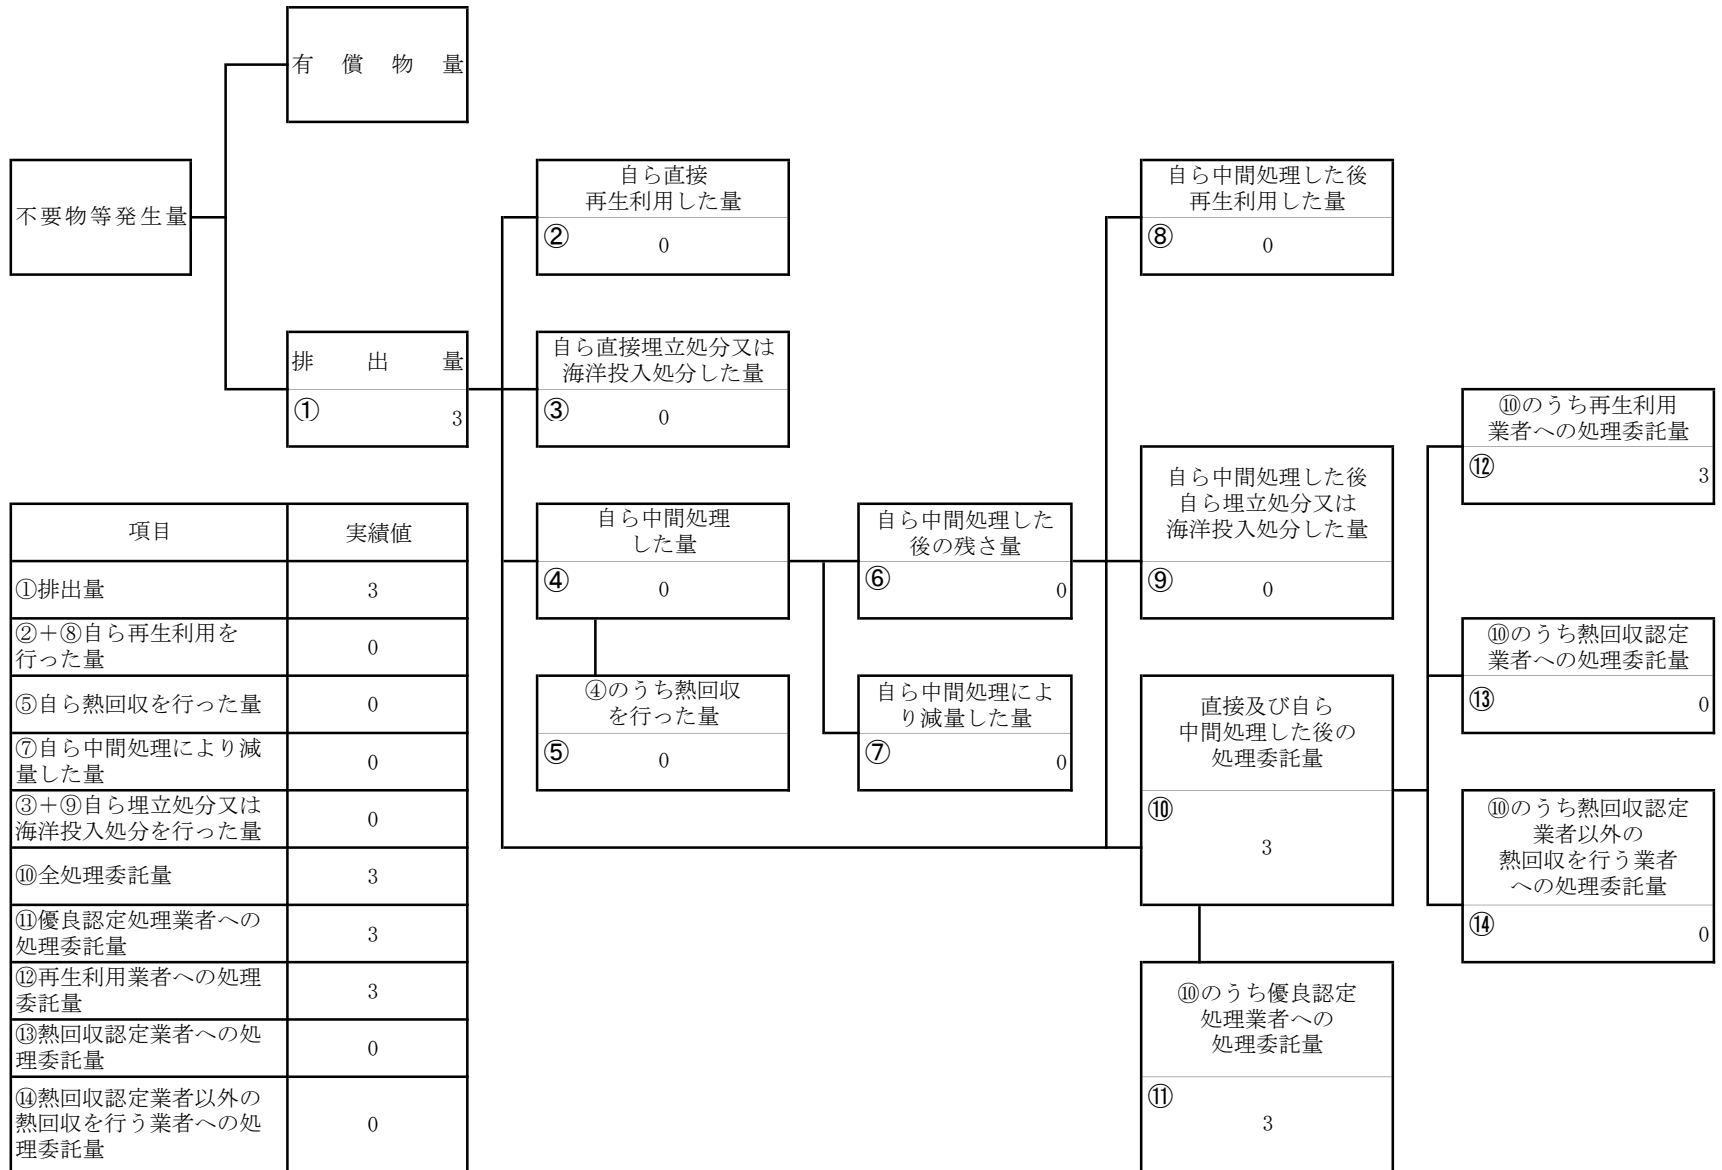 有償物量
不要物等発生量
自ら直接
再生利用した量
②
0
自ら中間処理した後
再生利用した量
⑧
0
排出量
①
3
自ら直接埋立処分又は
海洋投入処分した量
③
0
⑩のうち再生利用
業者への処理委託量
⑫
3
自ら中間処理
した量
④
0
自ら中間処理した
後の残さ量
⑥
0
自ら中間処理した後
自ら埋立処分又は
海洋投入処分した量
⑨
0
⑩のうち熱回収認定
業者への処理委託量
⑬
0
④のうち熱回収
を行った量
⑤
0
自ら中間処理によ
り減量した量
⑦
0
直接及び自ら
中間処理した後の
処理委託量
⑩
3
⑩のうち熱回収認定
業者以外の
熱回収を行う業者
への処理委託量
⑭
0
⑩のうち優良認定
処理業者への
処理委託量
⑪
3
項目 実績値
①排出量 3
②＋⑧自ら再生利用を
行った量 0
⑤自ら熱回収を行った量 0
⑦自ら中間処理により減
量した量 0
③＋⑨自ら埋立処分又は
海洋投入処分を行った量 0
⑩全処理委託量 3
⑪優良認定処理業者への
処理委託量 3
⑫再生利用業者への処理
委託量 3
⑬熱回収認定業者への処
理委託量 0
⑭熱回収認定業者以外の
熱回収を行う業者への処
理委託量 0